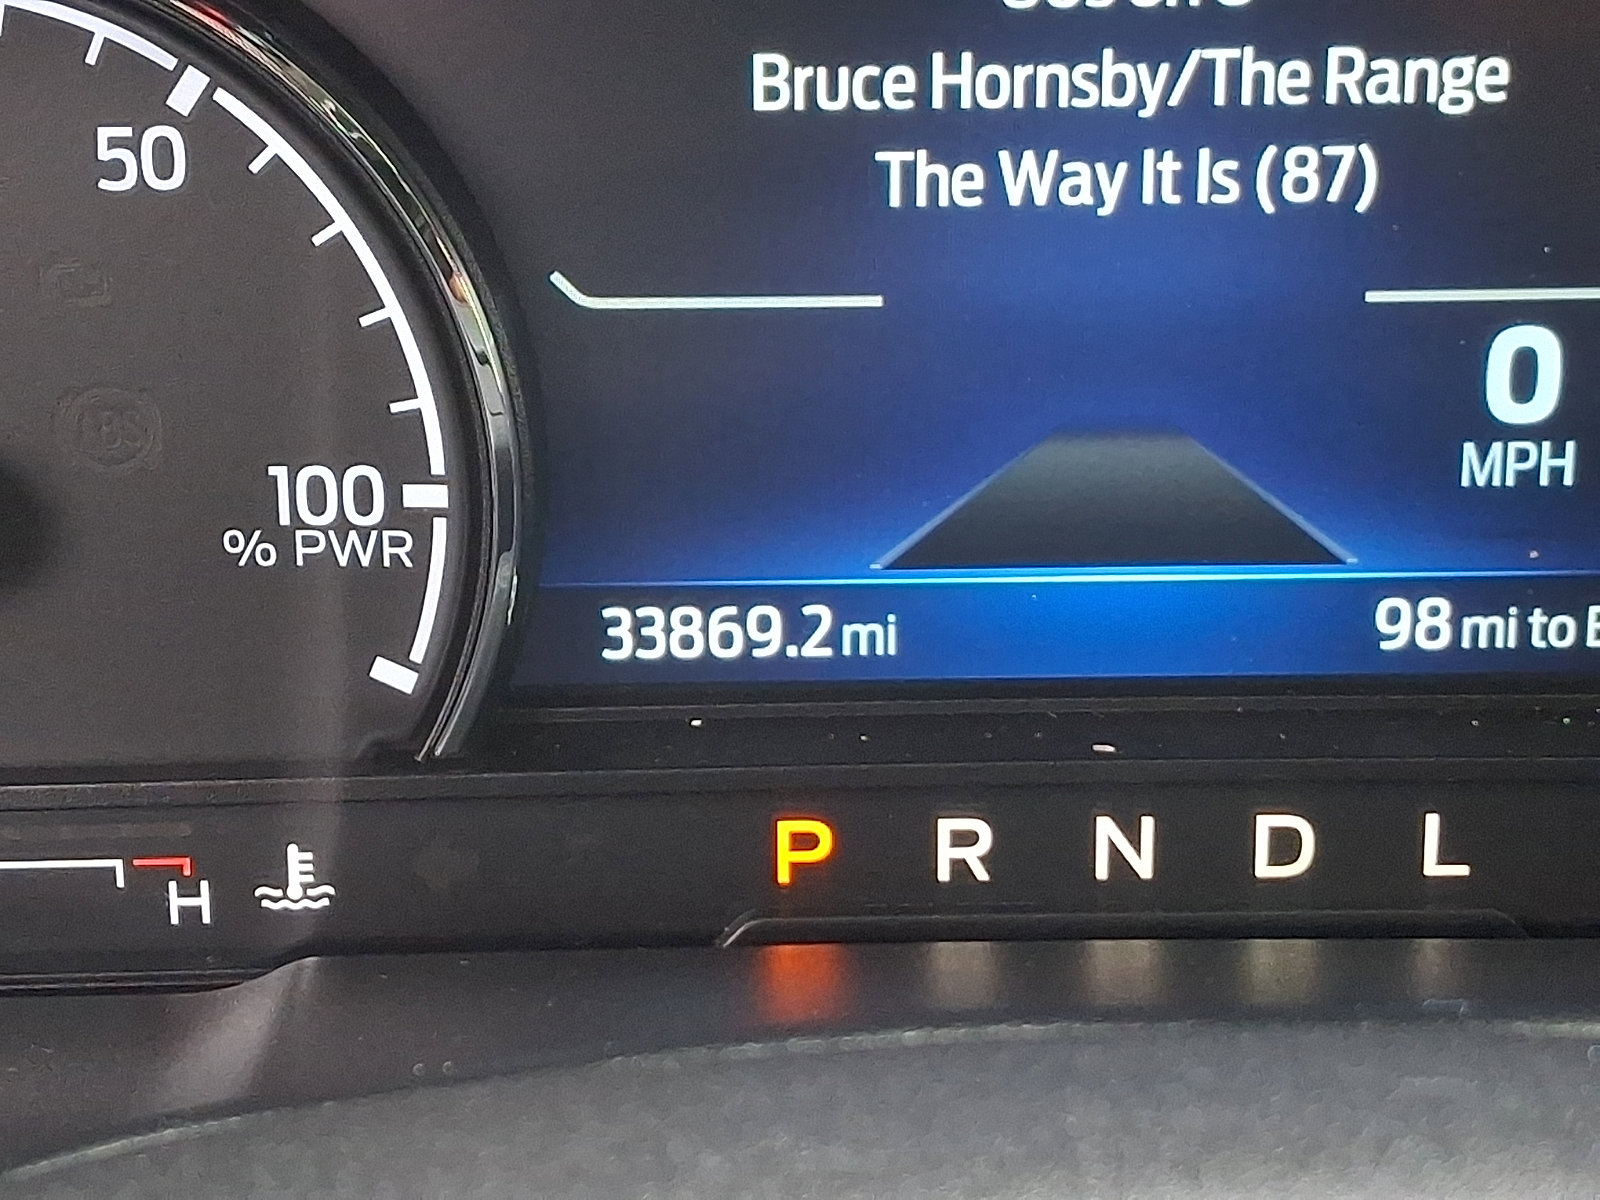 Bruce Hornsby/The Range
The Way It Is (87)
50
0
MPH
100
% PWR
33869.2 mi
98 mi to
P R N D L
H